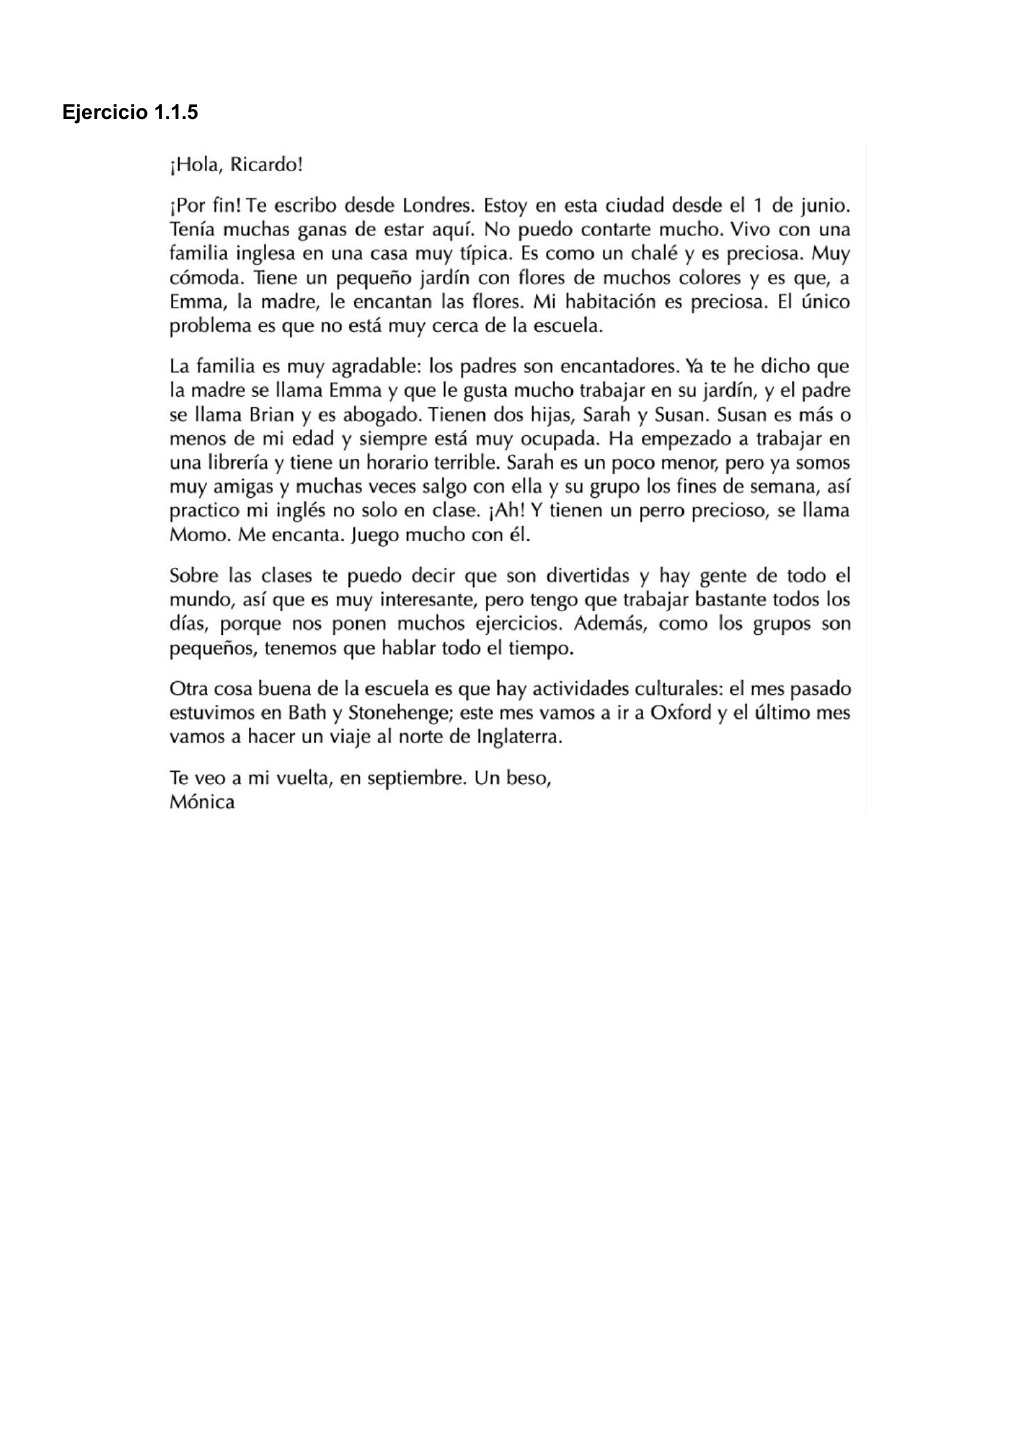 Ejercicio 1.1.5
¡Hola, Ricardo!
¡Por fin! Te escribo desde Londres. Estoy en esta ciudad desde el 1 de junio.
Tenía muchas ganas de estar aquí. No puedo contarte mucho. Vivo con una
familia inglesa en una casa muy típica. Es como un chalé y es preciosa. Muy
cómoda. Tiene un pequeño jardín con flores de muchos colores y es que, a
Emma, la madre, le encantan las flores. Mi habitación es preciosa. El único
problema es que no está muy cerca de la escuela.
La familia es muy agradable: los padres son encantadores. Ya te he dicho que
la madre se llama Emma y que le gusta mucho trabajar en su jardín, y el padre
se llama Brian y es abogado. Tienen dos hijas, Sarah y Susan. Susan es más o
menos de mi edad y siempre está muy ocupada. Ha empezado a trabajar en
una librería y tiene un horario terrible. Sarah es un poco menor, pero ya somos
muy amigas y muchas veces salgo con ella y su grupo los fines de semana, así
practico mi inglés no solo en clase. ¡Ah! Y tienen un perro precioso, se llama
Momo. Me encanta. Juego mucho con él.
Sobre las clases te puedo decir que son divertidas y hay gente de todo el
mundo, así que es muy interesante, pero tengo que trabajar bastante todos los
días, porque nos ponen muchos ejercicios. Además, como los grupos son
pequeños, tenemos que hablar todo el tiempo.
Otra cosa buena de la escuela es que hay actividades culturales: el mes pasado
estuvimos en Bath y Stonehenge; este mes vamos a ir a Oxford y el último mes
vamos a hacer un viaje al norte de Inglaterra.
Te veo a mi vuelta, en septiembre. Un beso,
Mónica